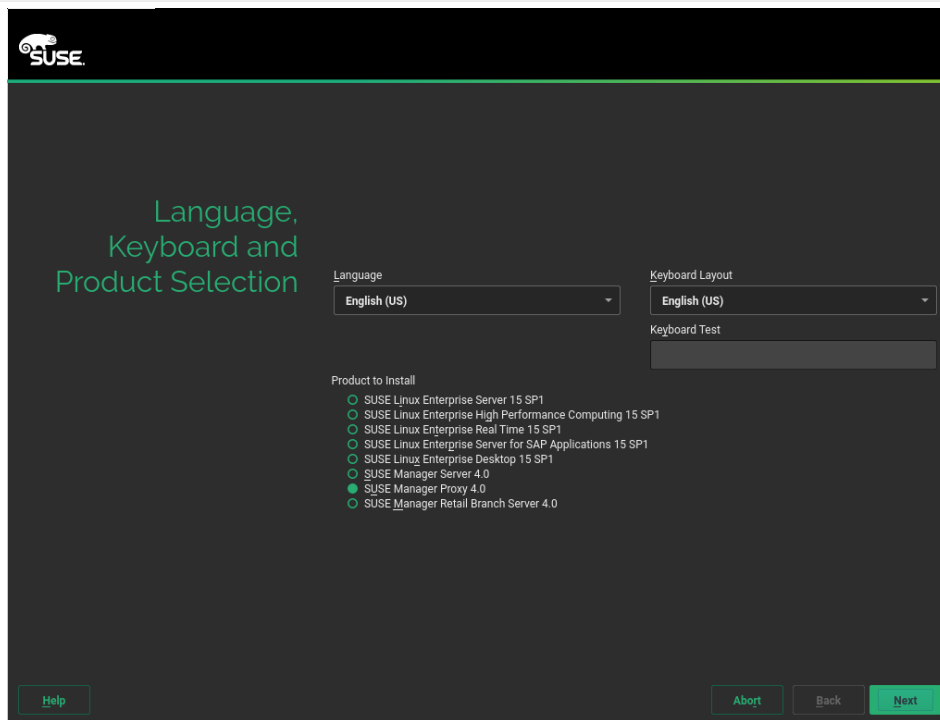 SUSE.
Language,
Keyboard and
Product Selection
Language
Keyboard Layout
English (US)
English (US)
Keyboard Test
Product to Install
SUSE Linux Enterprise Server 15 SP1
SUSE Linux Enterprise High Performance Computing 15 SP1
SUSE Linux Enterprise Real Time 15 SP1
SUSE Linux Enterprise Server for SAP Applications 15 SP1
SUSE Linux Enterprise Desktop 15 SP1
SUSE Manager Server 4.0
SUSE Manager Proxy 4.0
SUSE Manager Retail Branch Server 4.0
Help
Abort
Back
Next